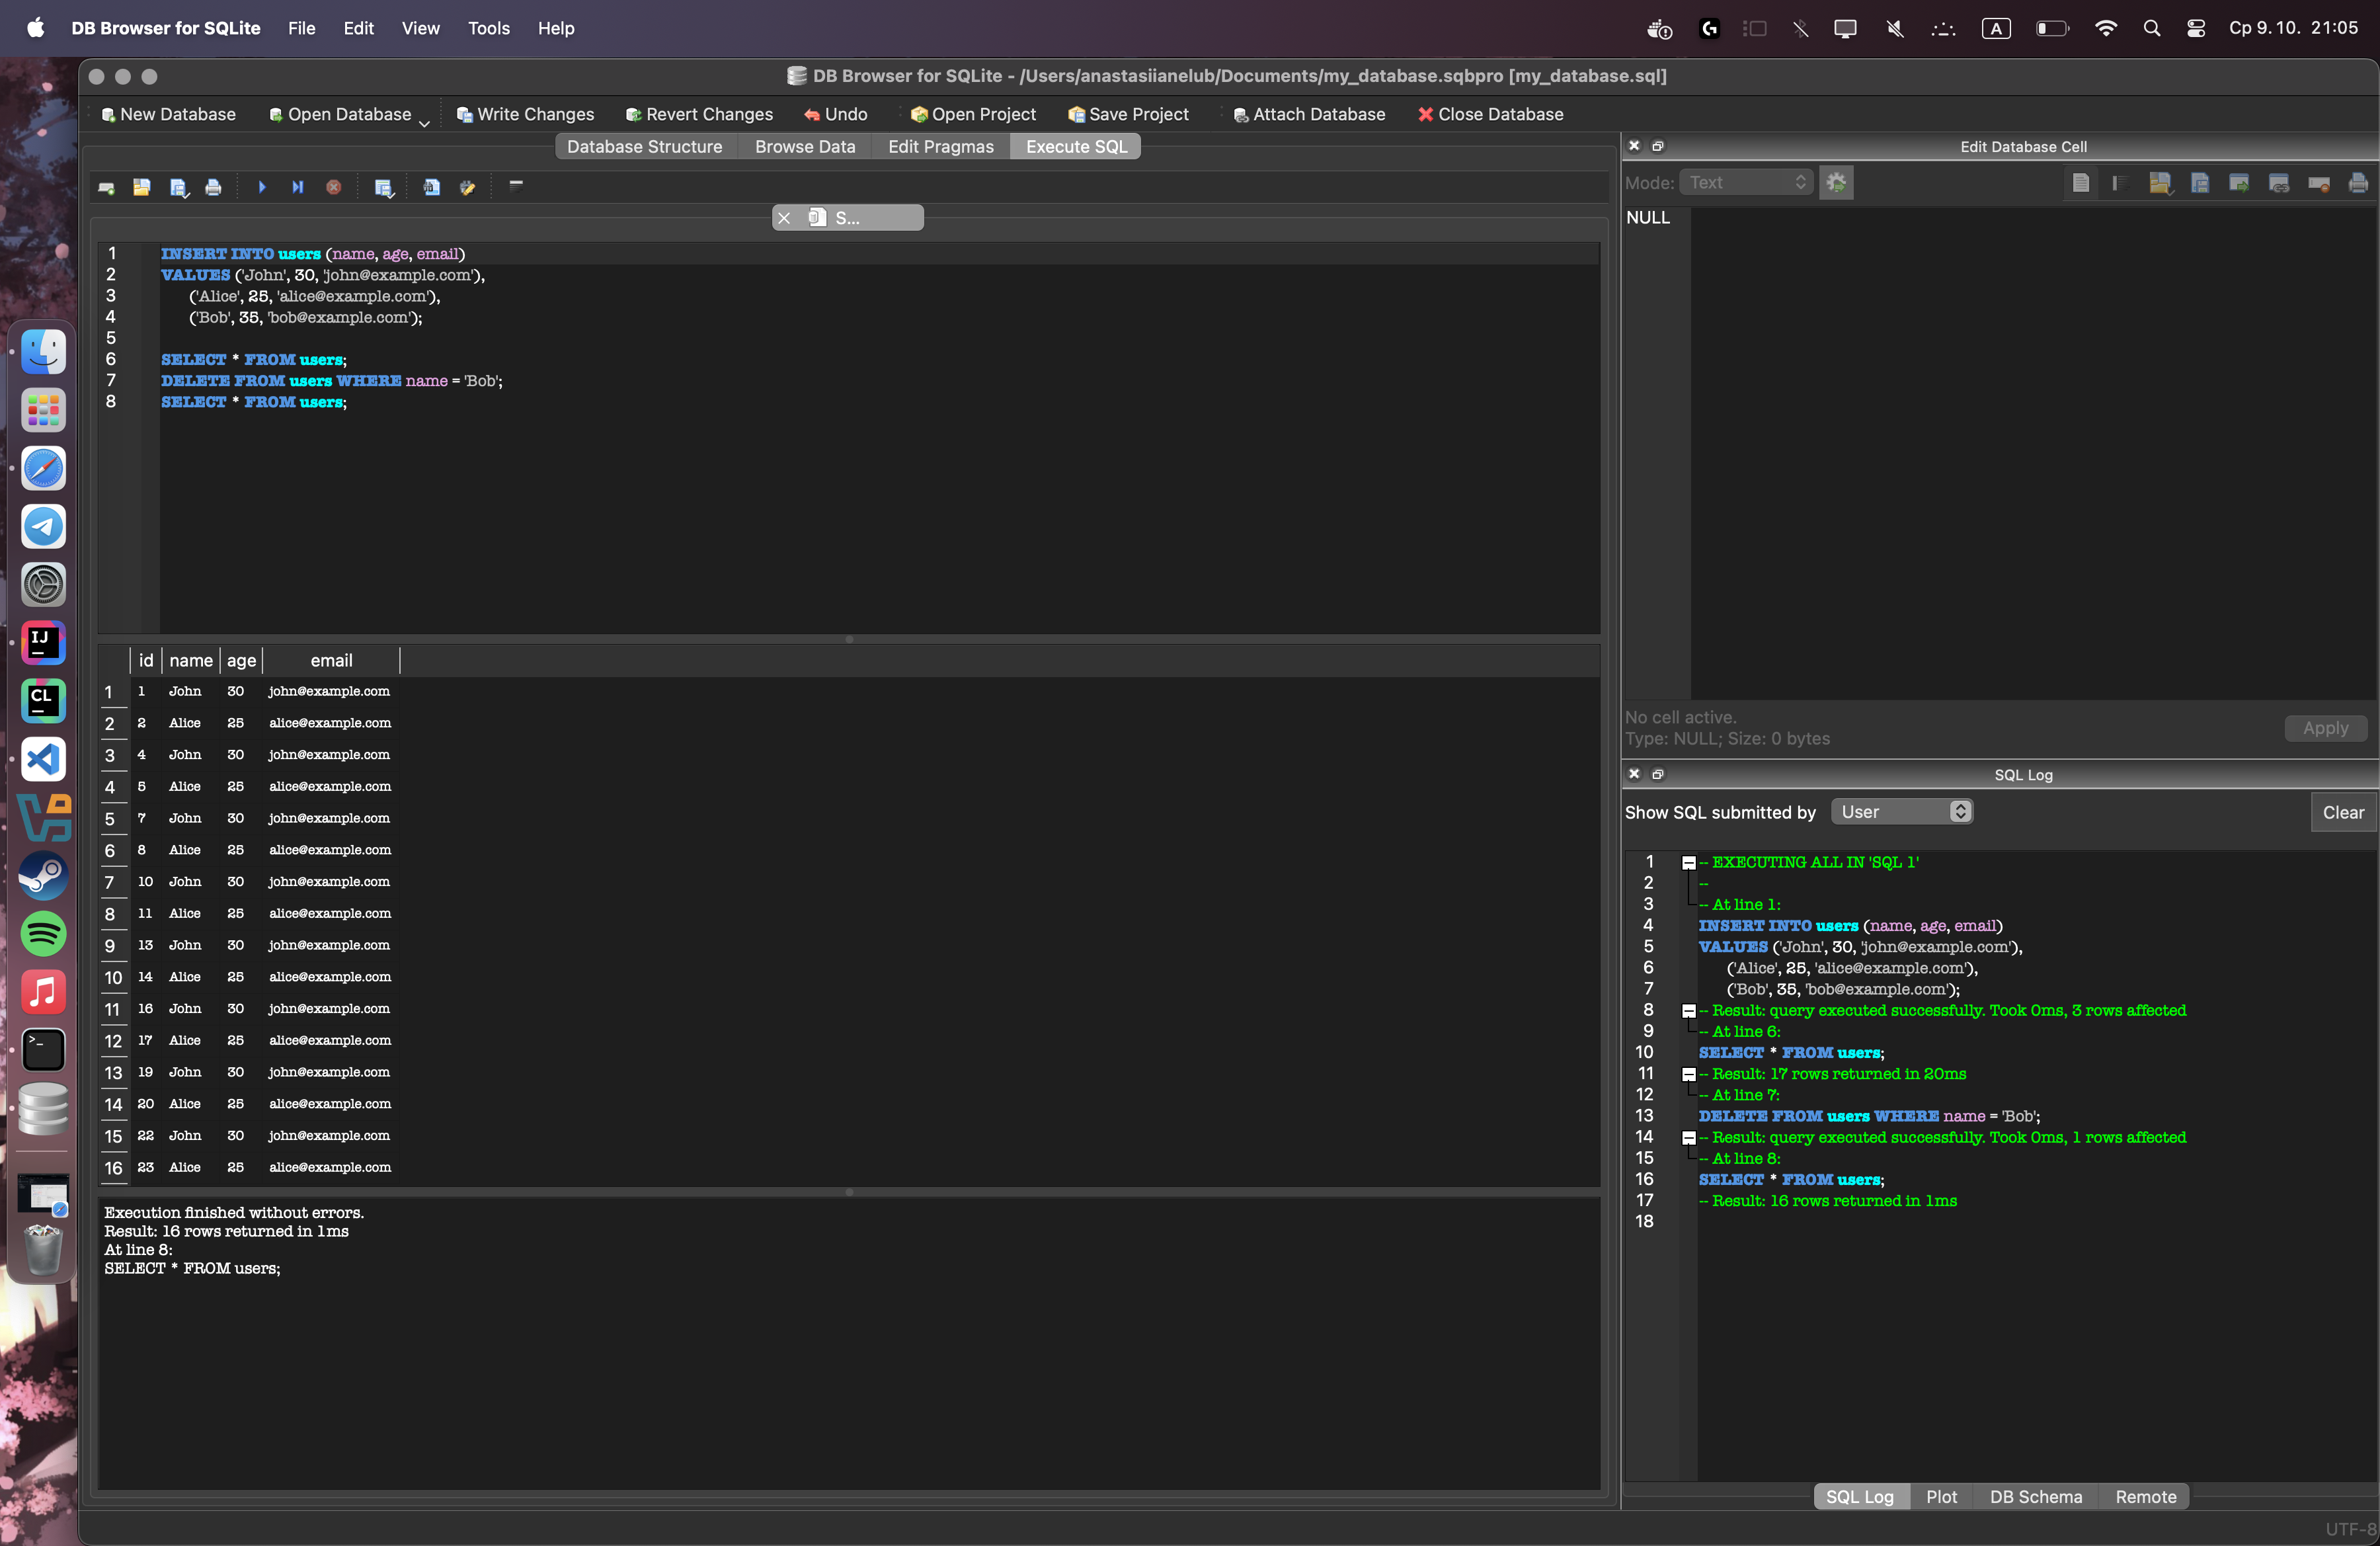 DB Browser for SQLite File Edit View Tools Help
A Ср 9. 10. 21:05
DB Browser for SQLite - /Users/anastasiianelub/Documents/my_database.sqbpro [my_database.sql]
New Database Open Database Write Changes Revert Changes Undo Open Project Save Project Attach Database Close Database
Database Structure Browse Data Edit Pragmas Execute SQL
S...
1 INSERT INTO users (name, age, email)
2 VALUES ('John', 30, 'john@example.com'),
3 ('Alice', 25, 'alice@example.com'),
4 ('Bob', 35, 'bob@example.com');
5
6 SELECT * FROM users;
7 DELETE FROM users WHERE name = 'Bob';
8 SELECT * FROM users;
id name age email
1 1 John 30 john@example.com
2 2 Alice 25 alice@example.com
3 4 John 30 john@example.com
4 5 Alice 25 alice@example.com
5 7 John 30 john@example.com
6 8 Alice 25 alice@example.com
7 10 John 30 john@example.com
8 11 Alice 25 alice@example.com
9 13 John 30 john@example.com
10 14 Alice 25 alice@example.com
11 16 John 30 john@example.com
12 17 Alice 25 alice@example.com
13 19 John 30 john@example.com
14 20 Alice 25 alice@example.com
15 22 John 30 john@example.com
16 23 Alice 25 alice@example.com
Execution finished without errors.
Result: 16 rows returned in 1ms
At line 8:
SELECT * FROM users;
Edit Database Cell
Mode: Text
NULL
No cell active.
Type: NULL; Size: 0 bytes
Apply
SQL Log
Show SQL submitted by User Clear
1 -- EXECUTING ALL IN 'SQL 1'
2 --
3 -- At line 1:
4 INSERT INTO users (name, age, email)
5 VALUES ('John', 30, 'john@example.com'),
6 ('Alice', 25, 'alice@example.com'),
7 ('Bob', 35, 'bob@example.com');
8 -- Result: query executed successfully. Took 0ms, 3 rows affected
9 -- At line 6:
10 SELECT * FROM users;
11 -- Result: 17 rows returned in 20ms
12 -- At line 7:
13 DELETE FROM users WHERE name = 'Bob';
14 -- Result: query executed successfully. Took 0ms, 1 rows affected
15 -- At line 8:
16 SELECT * FROM users;
17 -- Result: 16 rows returned in 1ms
18
SQL Log Plot DB Schema Remote
UTF-8
IJ
CL